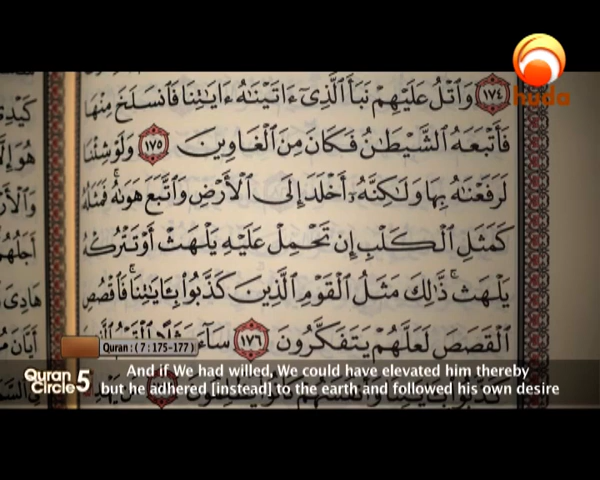 ١٧٤ وَٱتْلُ عَلَيْهِمْ نَبَأَ ٱلَّذِىٓ ءَاتَيْنَـٰهُ ءَايَـٰتِنَا فَٱنسَلَخَ مِنْهَا
فَأَتْبَعَهُ ٱلشَّيْطَـٰنُ فَكَانَ مِنَ ٱلْغَاوِينَ ١٧٥ وَلَوْ شِئْنَا
لَرَفَعْنَـٰهُ بِهَا وَلَـٰكِنَّهُۥٓ أَخْلَدَ إِلَى ٱلْأَرْضِ وَٱتَّبَعَ هَوَىٰهُ ۚ فَمَثَلُهُۥ
كَمَثَلِ ٱلْكَلْبِ إِن تَحْمِلْ عَلَيْهِ يَلْهَثْ أَوْ تَتْرُكْهُ
يَلْهَث ۚ ذَّٰلِكَ مَثَلُ ٱلْقَوْمِ ٱلَّذِينَ كَذَّبُوا۟ بِـَٔايَـٰتِنَا ۚ فَٱقْصُصِ
ٱلْقَصَصَ لَعَلَّهُمْ يَتَفَكَّرُونَ ١٧٦ سَآءَ مَثَلًا ٱلْقَوْمُ
huda
Quran : ( 7 : 175-177 )
Quran Circle 5
And if We had willed, We could have elevated him thereby
but he adhered [instead] to the earth and followed his own desire